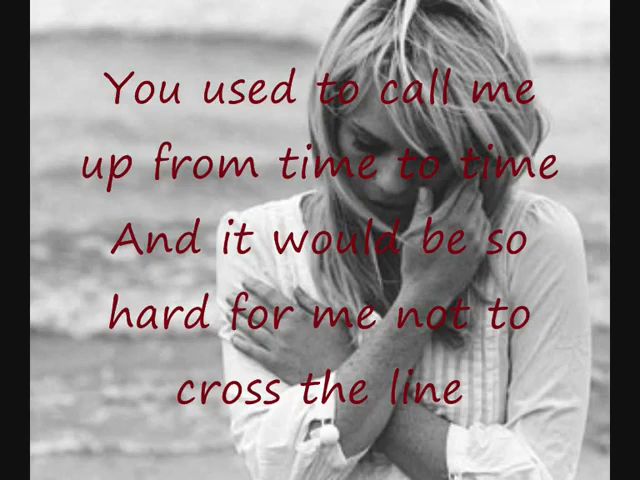 You used to call me
up from time to time
And it would be so
hard for me not to
cross the line